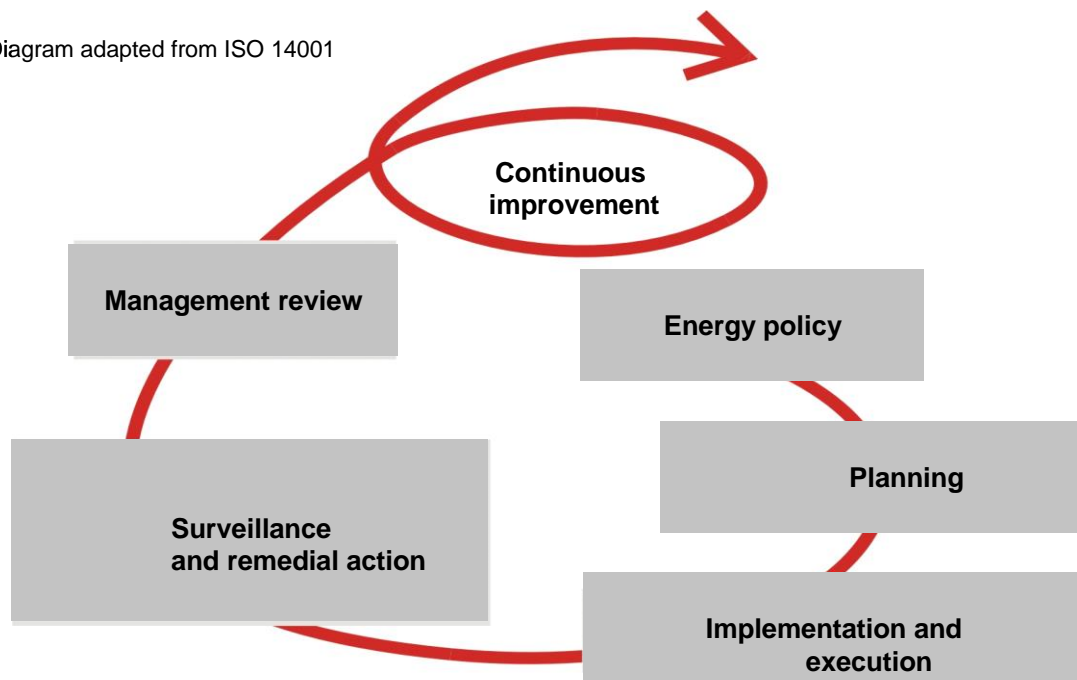 Diagram adapted from ISO 14001
Continuous
improvement
Management review
Energy policy
Planning
Surveillance
and remedial action
Implementation and
execution